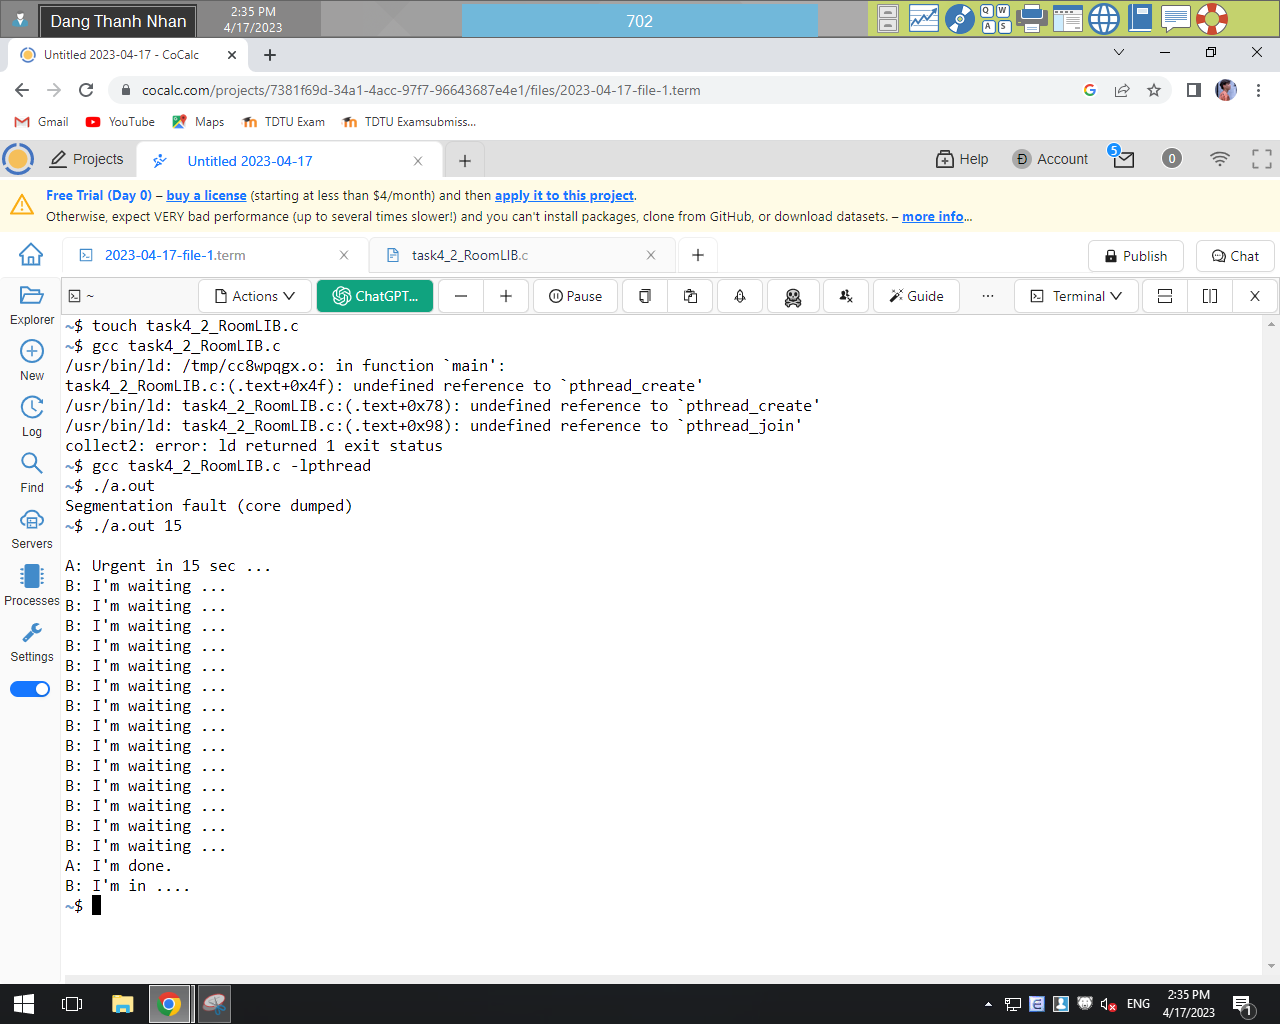 Dang Thanh Nhan
2:35 PM
4/17/2023
702
Q W
A S
Untitled 2023-04-17 - CoCalc
cocalc.com/projects/7381f69d-34a1-4acc-97f7-96643687e4e1/files/2023-04-17-file-1.term
Gmail
YouTube
Maps
TDTU Exam
TDTU Examsubmiss...
Projects
Untitled 2023-04-17
Help
Account
5
0
Free Trial (Day 0) – buy a license (starting at less than $4/month) and then apply it to this project.
Otherwise, expect VERY bad performance (up to several times slower!) and you can't install packages, clone from GitHub, or download datasets. – more info...
2023-04-17-file-1.term
task4_2_RoomLIB.c
Publish
Chat
~
Actions
ChatGPT...
Pause
Guide
Terminal
Explorer
New
Log
Find
Servers
Processes
Settings
~$ touch task4_2_RoomLIB.c
~$ gcc task4_2_RoomLIB.c
/usr/bin/ld: /tmp/cc8wpqgx.o: in function `main':
task4_2_RoomLIB.c:(.text+0x4f): undefined reference to `pthread_create'
/usr/bin/ld: task4_2_RoomLIB.c:(.text+0x78): undefined reference to `pthread_create'
/usr/bin/ld: task4_2_RoomLIB.c:(.text+0x98): undefined reference to `pthread_join'
collect2: error: ld returned 1 exit status
~$ gcc task4_2_RoomLIB.c -lpthread
~$ ./a.out
Segmentation fault (core dumped)
~$ ./a.out 15
A: Urgent in 15 sec ...
B: I'm waiting ...
B: I'm waiting ...
B: I'm waiting ...
B: I'm waiting ...
B: I'm waiting ...
B: I'm waiting ...
B: I'm waiting ...
B: I'm waiting ...
B: I'm waiting ...
B: I'm waiting ...
B: I'm waiting ...
B: I'm waiting ...
B: I'm waiting ...
B: I'm waiting ...
A: I'm done.
B: I'm in ....
~$
ENG
2:35 PM
4/17/2023
1